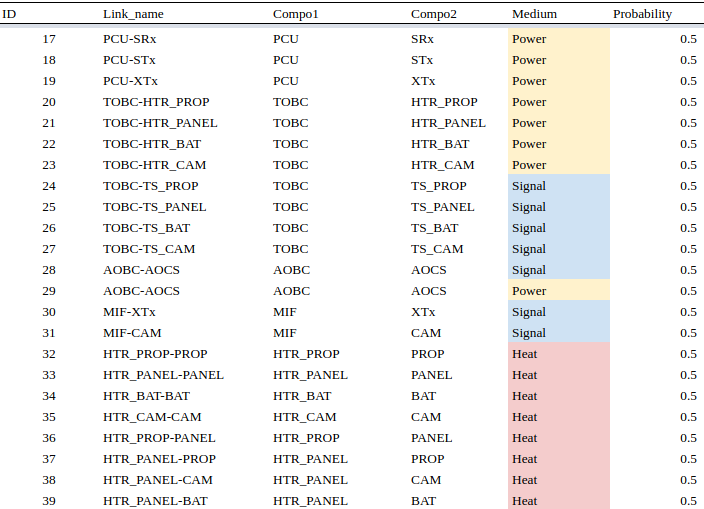 ID Link_name Compo1 Compo2 Medium Probability
17 PCU-SRx PCU SRx Power 0.5
18 PCU-STx PCU STx Power 0.5
19 PCU-XTx PCU XTx Power 0.5
20 TOBC-HTR_PROP TOBC HTR_PROP Power 0.5
21 TOBC-HTR_PANEL TOBC HTR_PANEL Power 0.5
22 TOBC-HTR_BAT TOBC HTR_BAT Power 0.5
23 TOBC-HTR_CAM TOBC HTR_CAM Power 0.5
24 TOBC-TS_PROP TOBC TS_PROP Signal 0.5
25 TOBC-TS_PANEL TOBC TS_PANEL Signal 0.5
26 TOBC-TS_BAT TOBC TS_BAT Signal 0.5
27 TOBC-TS_CAM TOBC TS_CAM Signal 0.5
28 AOBC-AOCS AOBC AOCS Signal 0.5
29 AOBC-AOCS AOBC AOCS Power 0.5
30 MIF-XTx MIF XTx Signal 0.5
31 MIF-CAM MIF CAM Signal 0.5
32 HTR_PROP-PROP HTR_PROP PROP Heat 0.5
33 HTR_PANEL-PANEL HTR_PANEL PANEL Heat 0.5
34 HTR_BAT-BAT HTR_BAT BAT Heat 0.5
35 HTR_CAM-CAM HTR_CAM CAM Heat 0.5
36 HTR_PROP-PANEL HTR_PROP PANEL Heat 0.5
37 HTR_PANEL-PROP HTR_PANEL PROP Heat 0.5
38 HTR_PANEL-CAM HTR_PANEL CAM Heat 0.5
39 HTR_PANEL-BAT HTR_PANEL BAT Heat 0.5